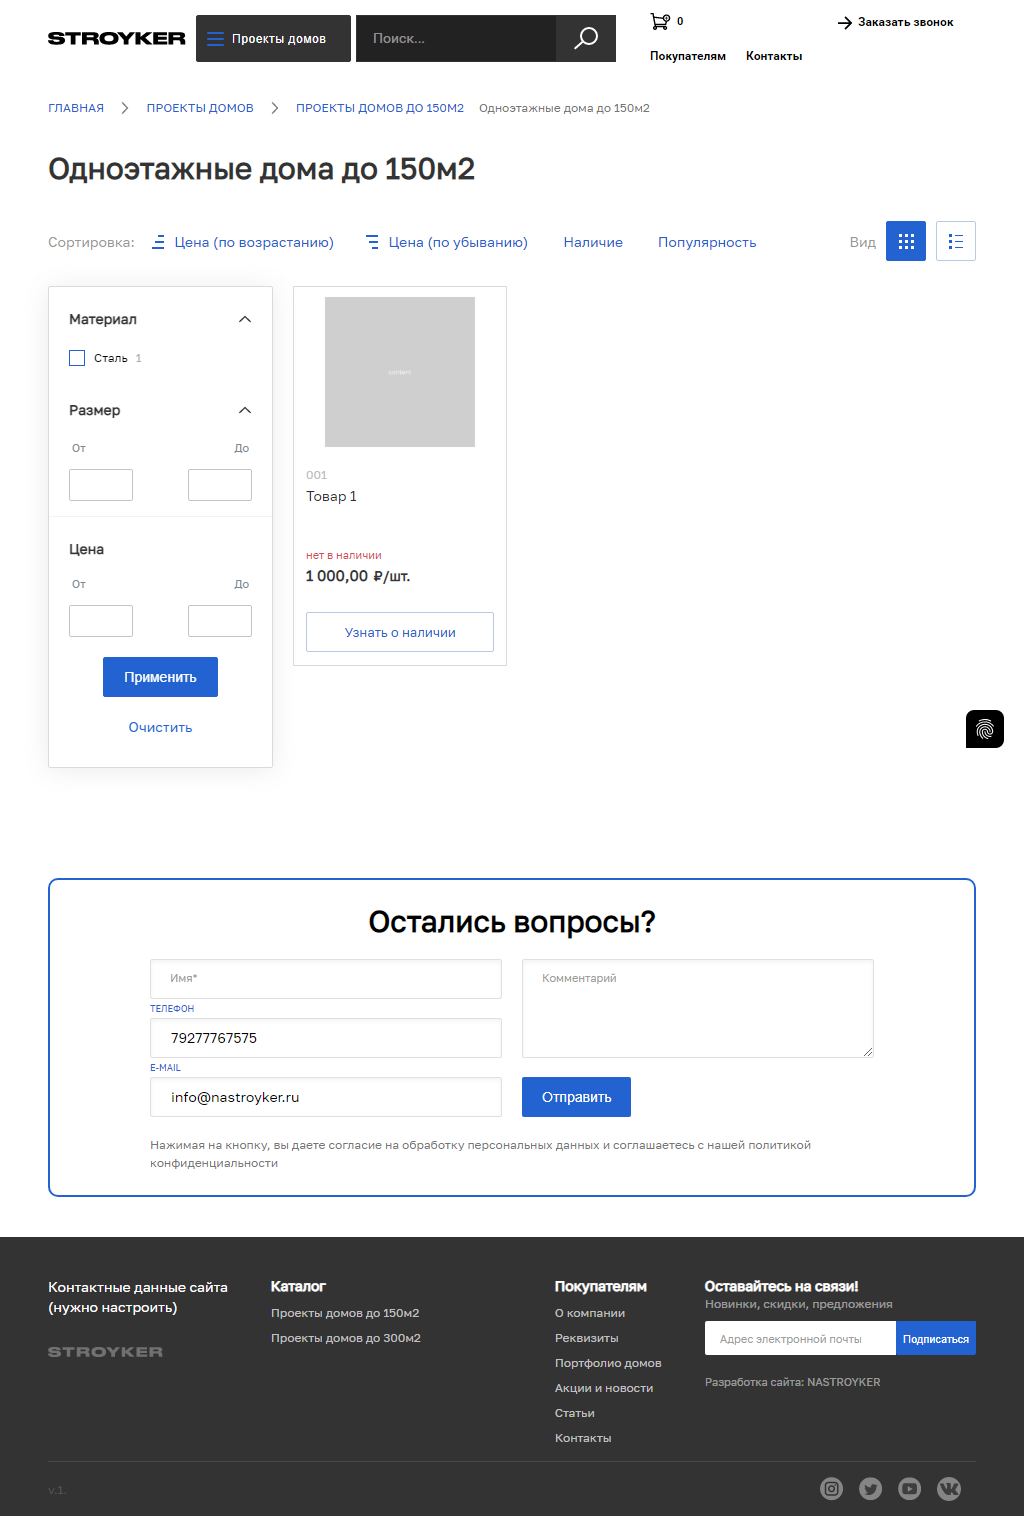 STROYKER
Проекты домов
Поиск...
0
Заказать звонок
Покупателям Контакты
ГЛАВНАЯ ПРОЕКТЫ ДОМОВ ПРОЕКТЫ ДОМОВ ДО 150М2 Одноэтажные дома до 150м2
Одноэтажные дома до 150м2
Сортировка: Цена (по возрастанию) Цена (по убыванию) Наличие Популярность Вид
Материал
Сталь 1
Размер
От До
Цена
От До
Применить
Очистить
content
001
Товар 1
нет в наличии
1 000,00 ₽/шт.
Узнать о наличии
Остались вопросы?
Имя*
ТЕЛЕФОН
79277767575
E-MAIL
info@nastroyker.ru
Комментарий
Отправить
Нажимая на кнопку, вы даете согласие на обработку персональных данных и соглашаетесь с нашей политикой
конфиденциальности
Контактные данные сайта
(нужно настроить)
STROYKER
Каталог
Проекты домов до 150м2
Проекты домов до 300м2
Покупателям
О компании
Реквизиты
Портфолио домов
Акции и новости
Статьи
Контакты
Оставайтесь на связи!
Новинки, скидки, предложения
Адрес электронной почты
Подписаться
Разработка сайта: NASTROYKER
v.1.